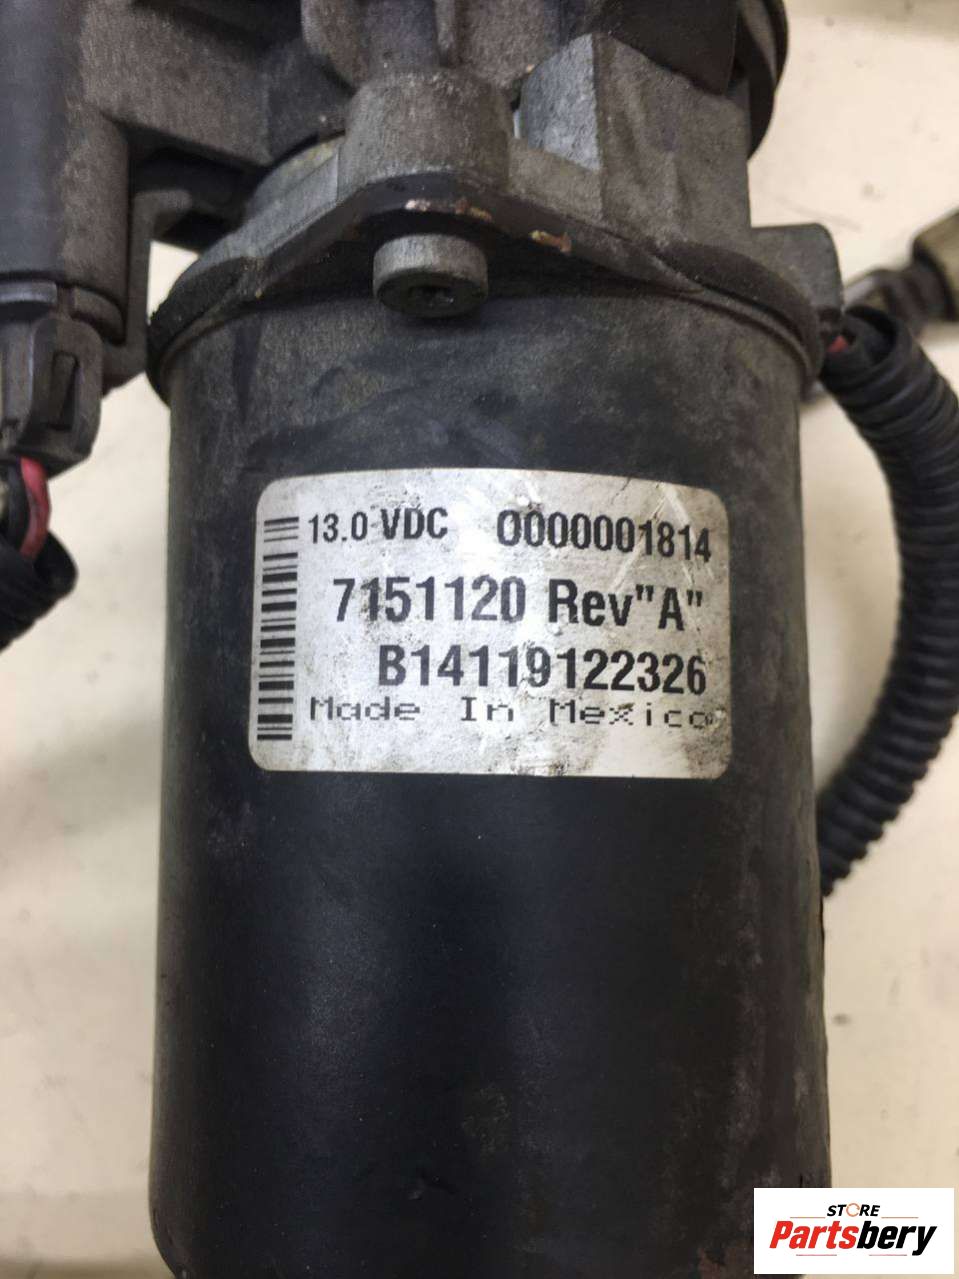 13.0 VDC 0000001814
7151120 Rev"A"
B14119122326
Made In Mexico
STORE
Partsbery